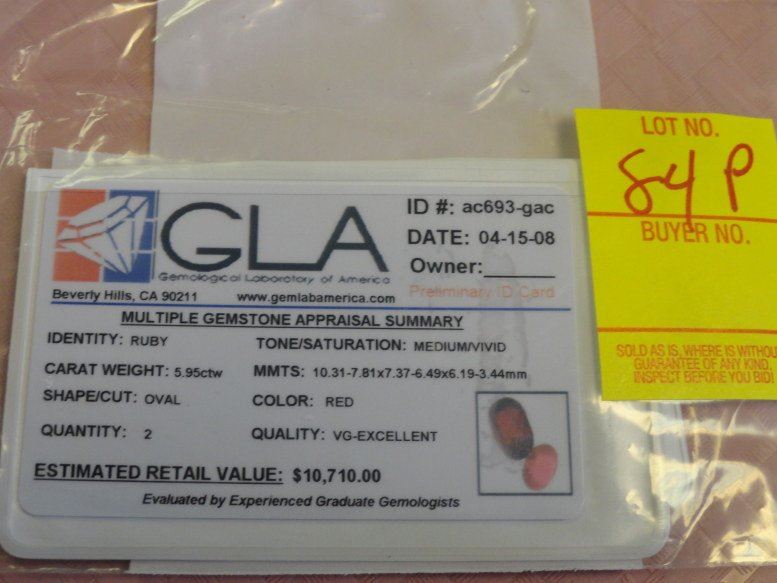 GLA
Gemological Laboratory of America
Beverly Hills, CA 90211 www.gemlabamerica.com
ID #: ac693-gac
DATE: 04-15-08
Owner:
Preliminary ID Card
MULTIPLE GEMSTONE APPRAISAL SUMMARY
IDENTITY: RUBY TONE/SATURATION: MEDIUM/VIVID
CARAT WEIGHT: 5.95ctw MMTS: 10.31-7.81x7.37-6.49x6.19-3.44mm
SHAPE/CUT: OVAL COLOR: RED
QUANTITY: 2 QUALITY: VG-EXCELLENT
ESTIMATED RETAIL VALUE: $10,710.00
Evaluated by Experienced Graduate Gemologists
LOT NO.
84 P
BUYER NO.
SOLD AS IS, WHERE IS WITHOU
GUARANTEE OF ANY KIND.
INSPECT BEFORE YOU BID!